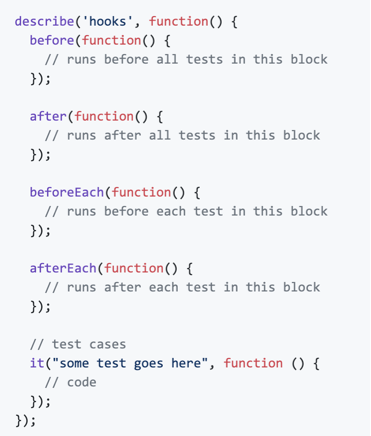 describe('hooks', function() {
  before(function() {
    // runs before all tests in this block
  });

  after(function() {
    // runs after all tests in this block
  });

  beforeEach(function() {
    // runs before each test in this block
  });

  afterEach(function() {
    // runs after each test in this block
  });

  // test cases
  it("some test goes here", function () {
    // code
  });
});